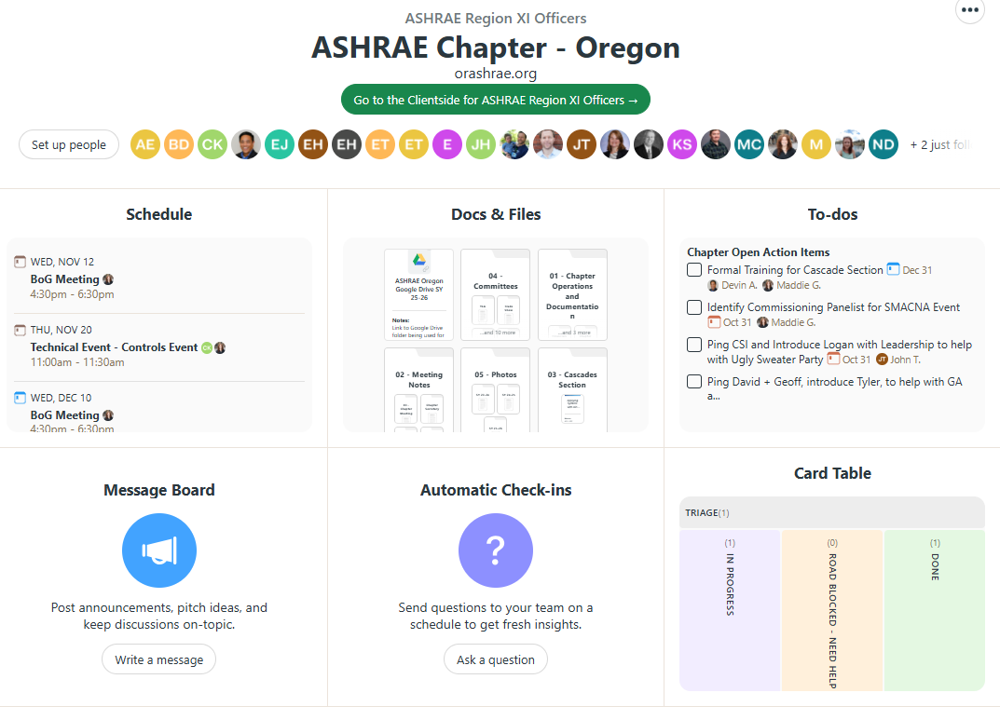 ASHRAE Region XI Officers
ASHRAE Chapter - Oregon
orashrae.org
Go to the Clientside for ASHRAE Region XI Officers →
Set up people
AE BD CK EJ EH EH ET ET E JH JT KS MC M ND
+ 2 just foll
Schedule
WED, NOV 12
BoG Meeting
4:30pm - 6:30pm
THU, NOV 20
Technical Event - Controls Event CK
11:00am - 11:30am
WED, DEC 10
BoG Meeting
4:30pm - 6:30pm
Docs & Files
ASHRAE Oregon
Google Drive SY
25-26
Notes:
Link to Google Drive
folder being used for
04 -
Committees
...and 10 more
01 - Chapter
Operations
and
Documentatio
n
...and 3 more
02 - Meeting
Notes
05 - Photos
03 - Cascades
Section
To-dos
Chapter Open Action Items
Formal Training for Cascade Section Dec 31
Devin A. Maddie G.
Identify Commissioning Panelist for SMACNA Event
Oct 31 Maddie G.
Ping CSI and Introduce Logan with Leadership to help
with Ugly Sweater Party Oct 31 JT John T.
Ping David + Geoff, introduce Tyler, to help with GA
a...
Message Board
Post announcements, pitch ideas, and
keep discussions on-topic.
Write a message
Automatic Check-ins
?
Send questions to your team on a
schedule to get fresh insights.
Ask a question
Card Table
TRIAGE(1)
(1)
IN PROGRESS
(0)
ROAD BLOCKED - NEED HELP
(1)
DONE